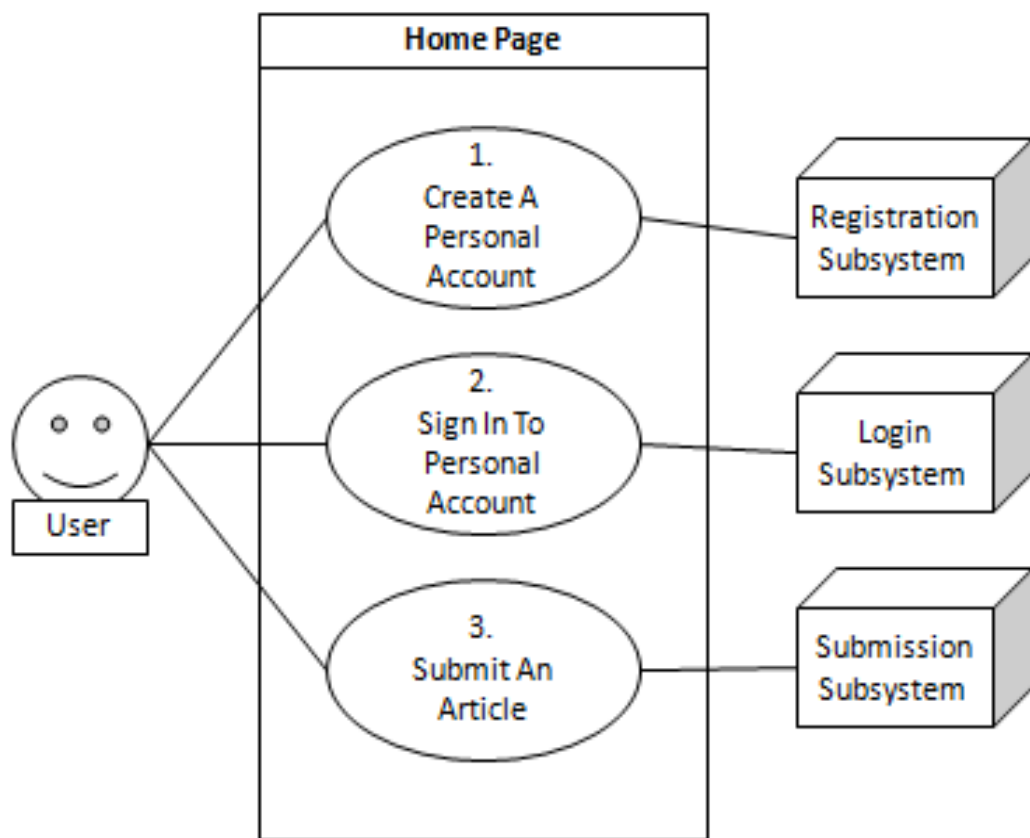 Home Page
1.
Create A
Personal
Account
Registration
Subsystem
2.
Sign In To
Personal
Account
Login
Subsystem
User
3.
Submit An
Article
Submission
Subsystem